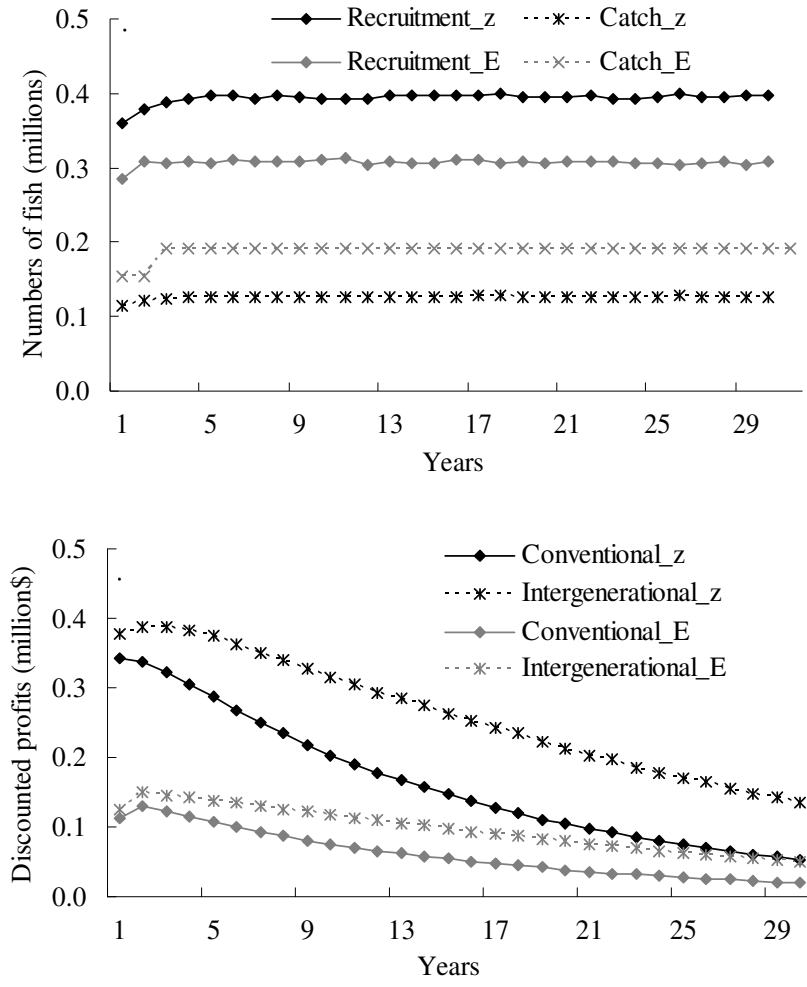 0.5
0.4
0.3
0.2
0.1
0.0
Numbers of fish (millions)
Recruitment_z
Catch_z
Recruitment_E
Catch_E
1 5 9 13 17 21 25 29
Years
0.5
0.4
0.3
0.2
0.1
0.0
Discounted profits (million$)
Conventional_z
Intergenerational_z
Conventional_E
Intergenerational_E
1 5 9 13 17 21 25 29
Years